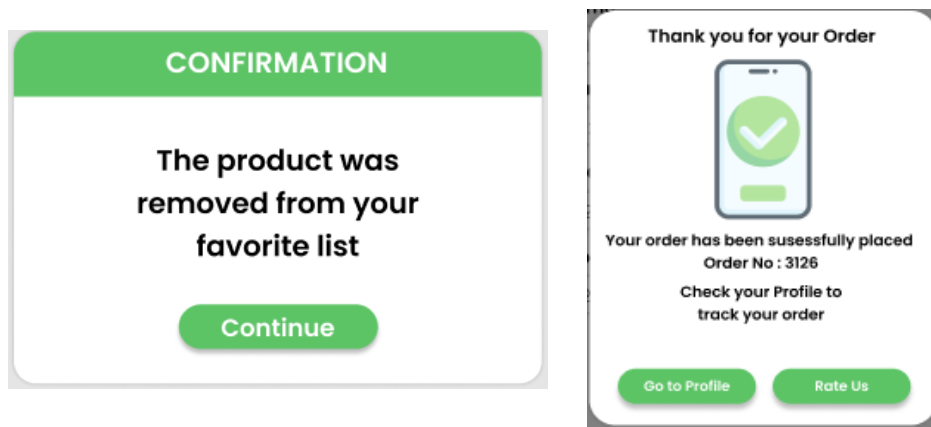 CONFIRMATION
The product was
removed from your
favorite list
Continue
Thank you for your Order
Your order has been susessfully placed
Order No : 3126
Check your Profile to
track your order
Go to Profile
Rate Us